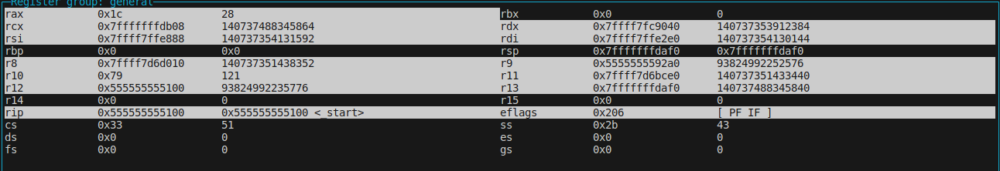 Register group: general
rax 0x1c 28 rbx 0x0 0
rcx 0x7fffffffdb08 140737488345864 rdx 0x7ffff7fc9040 140737353912384
rsi 0x7ffff7ffe888 140737354131592 rdi 0x7ffff7ffe2e0 140737354130144
rbp 0x0 0x0 rsp 0x7fffffffdaf0 0x7fffffffdaf0
r8 0x7ffff7d6d010 140737351438352 r9 0x5555555592a0 93824992252576
r10 0x79 121 r11 0x7ffff7d6bce0 140737351433440
r12 0x555555555100 93824992235776 r13 0x7fffffffdaf0 140737488345840
r14 0x0 0 r15 0x0 0
rip 0x555555555100 0x555555555100 <_start> eflags 0x206 [ PF IF ]
cs 0x33 51 ss 0x2b 43
ds 0x0 0 es 0x0 0
fs 0x0 0 gs 0x0 0